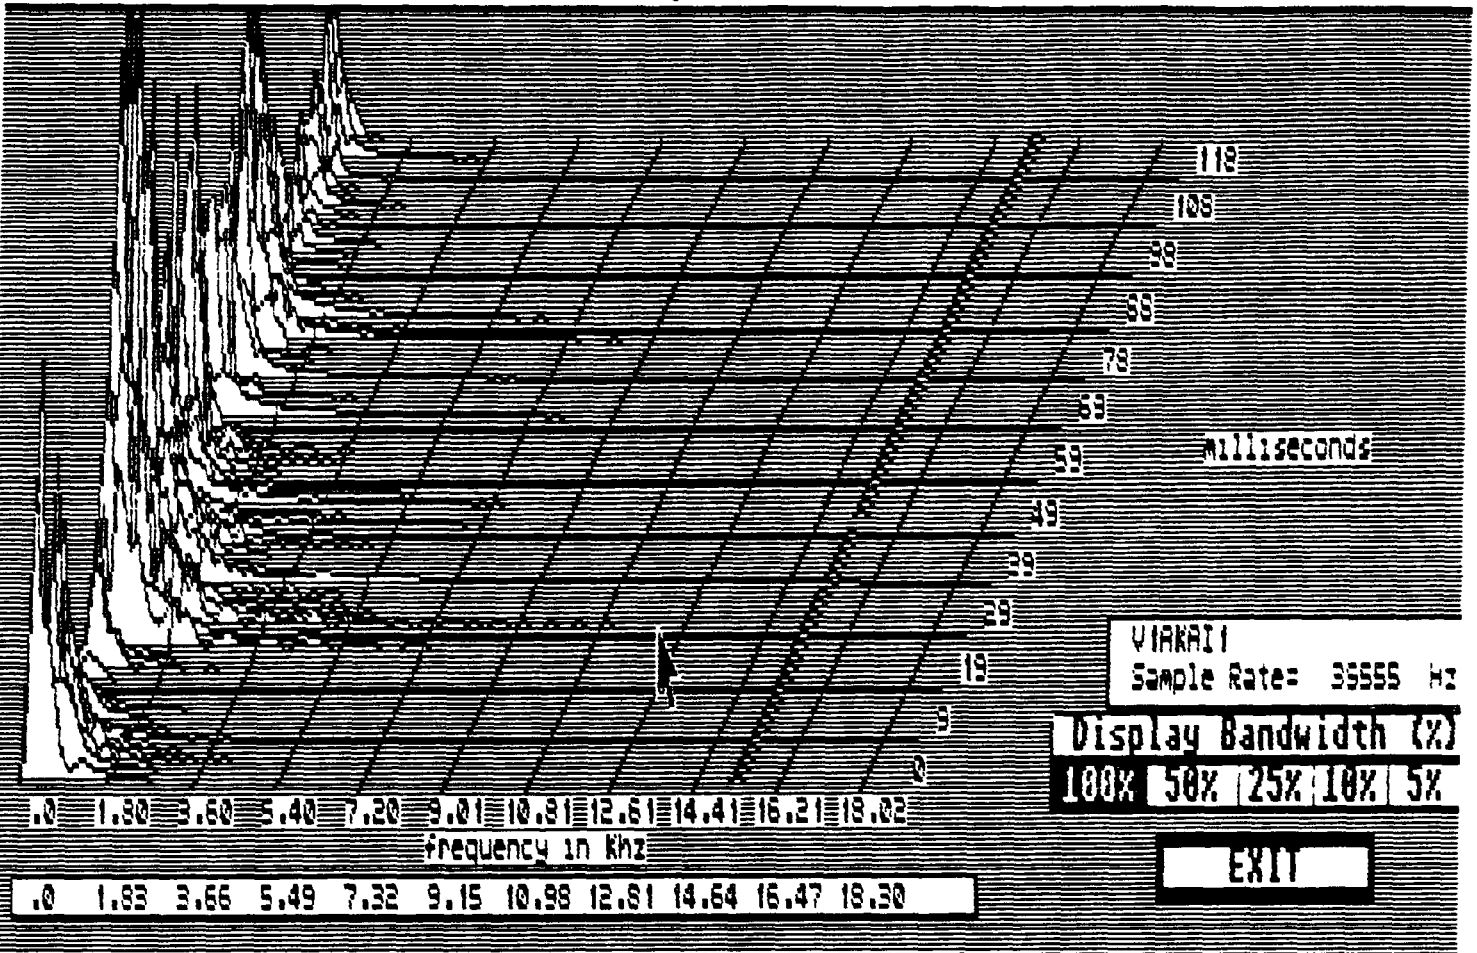 118
108
98
88
78
69
59
milliseconds
49
39
29
19
9
0
V1AKAI1
Sample Rate= 35555 Hz
Display Bandwidth (%)
100% 50% 25% 10% 5%
.0 1.80 3.60 5.40 7.20 9.01 10.81 12.61 14.41 16.21 18.02
frequency in Khz
EXIT
.0 1.83 3.66 5.49 7.32 9.15 10.98 12.81 14.64 16.47 18.30